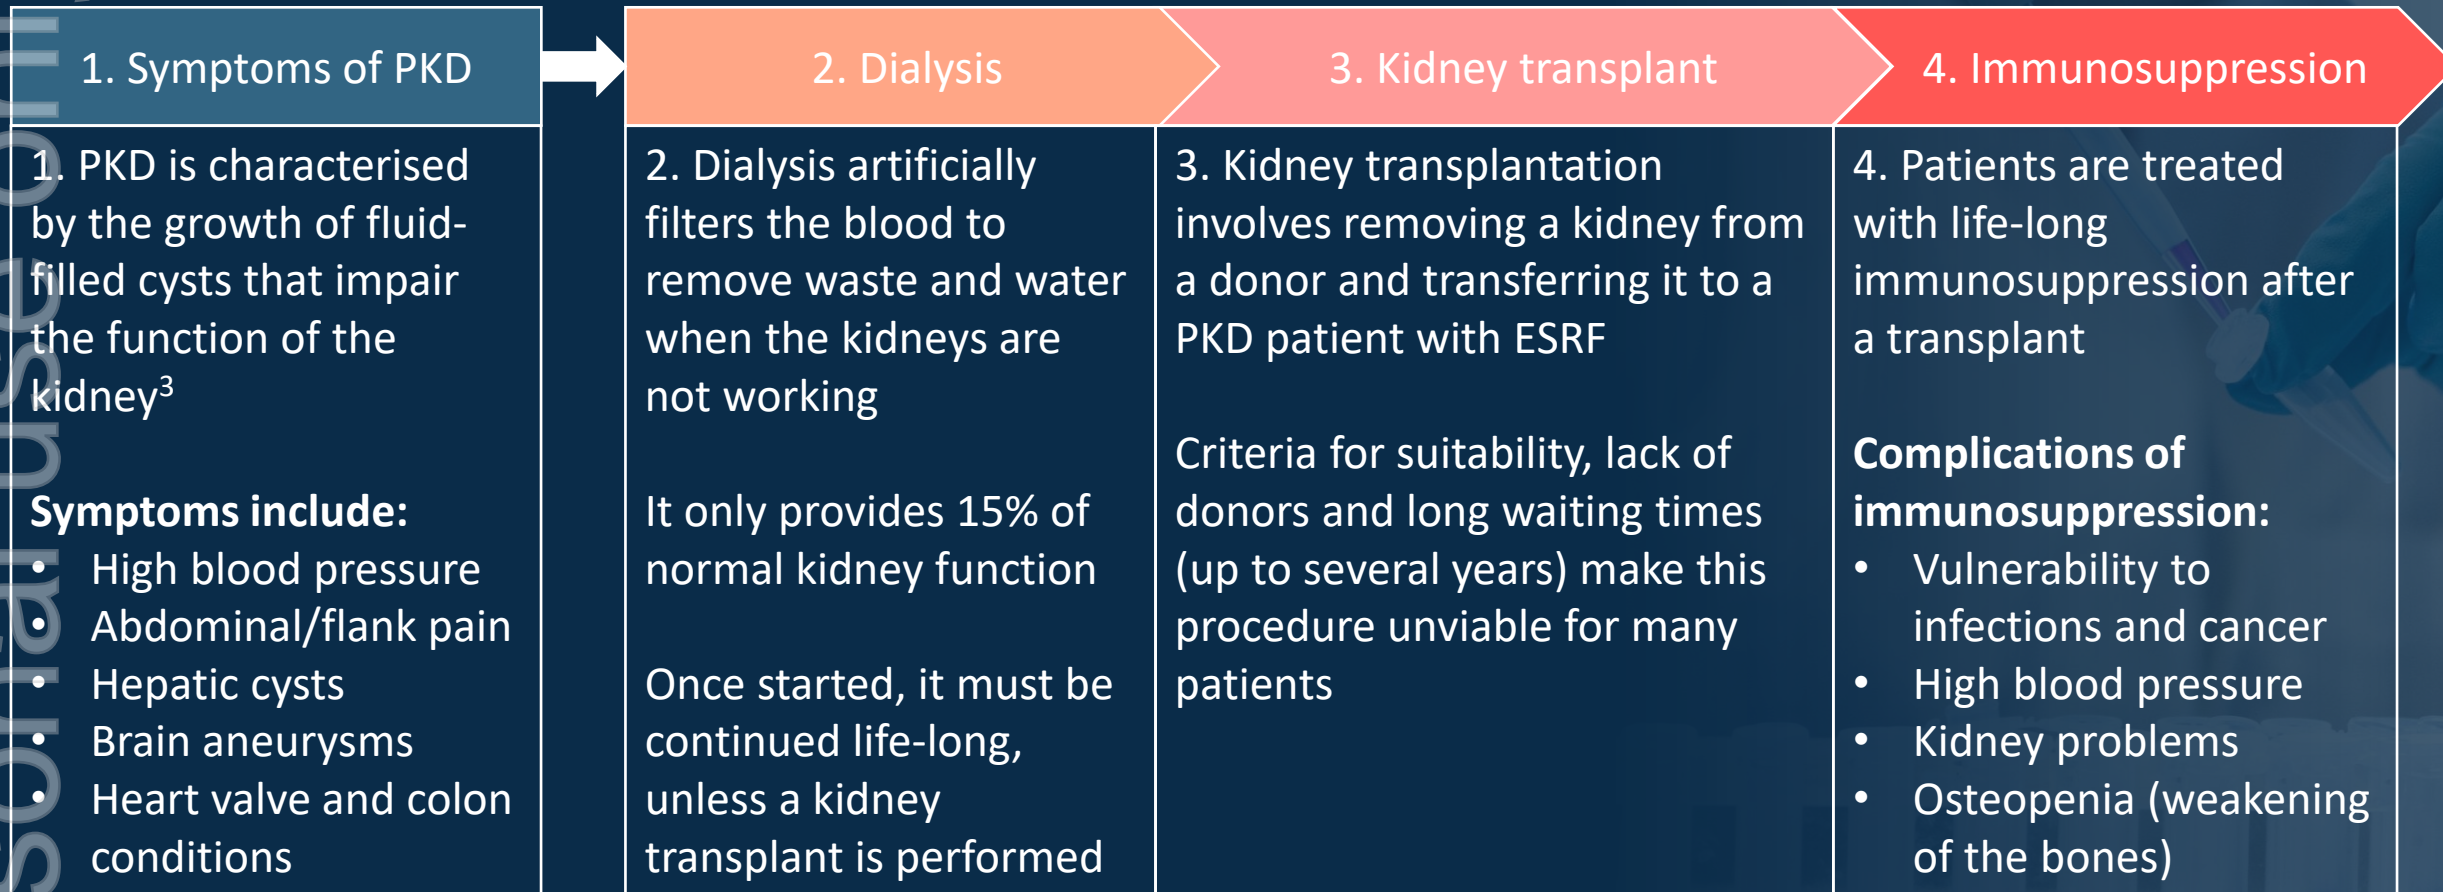 1. Symptoms of PKD
2. Dialysis
3. Kidney transplant
4. Immunosuppression
1. PKD is characterised
by the growth of fluid-
filled cysts that impair
the function of the
kidney³
Symptoms include:
• High blood pressure
• Abdominal/flank pain
• Hepatic cysts
• Brain aneurysms
• Heart valve and colon
conditions
2. Dialysis artificially
filters the blood to
remove waste and water
when the kidneys are
not working
It only provides 15% of
normal kidney function
Once started, it must be
continued life-long,
unless a kidney
transplant is performed
3. Kidney transplantation
involves removing a kidney from
a donor and transferring it to a
PKD patient with ESRF
Criteria for suitability, lack of
donors and long waiting times
(up to several years) make this
procedure unviable for many
patients
4. Patients are treated
with life-long
immunosuppression after
a transplant
Complications of
immunosuppression:
• Vulnerability to
infections and cancer
• High blood pressure
• Kidney problems
• Osteopenia (weakening
of the bones)
sonal use